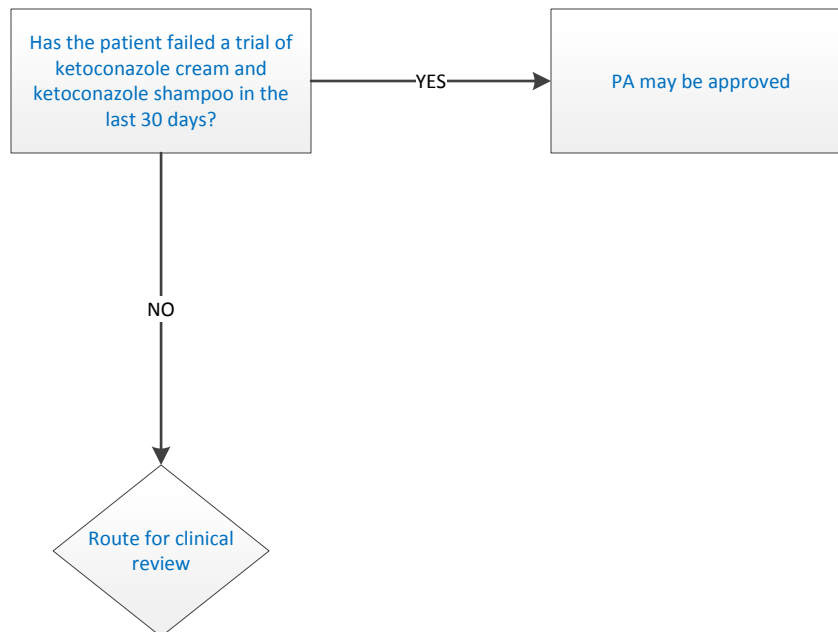 Has the patient failed a trial of
ketoconazole cream and
ketoconazole shampoo in the
last 30 days?
YES
PA may be approved
NO
Route for clinical
review